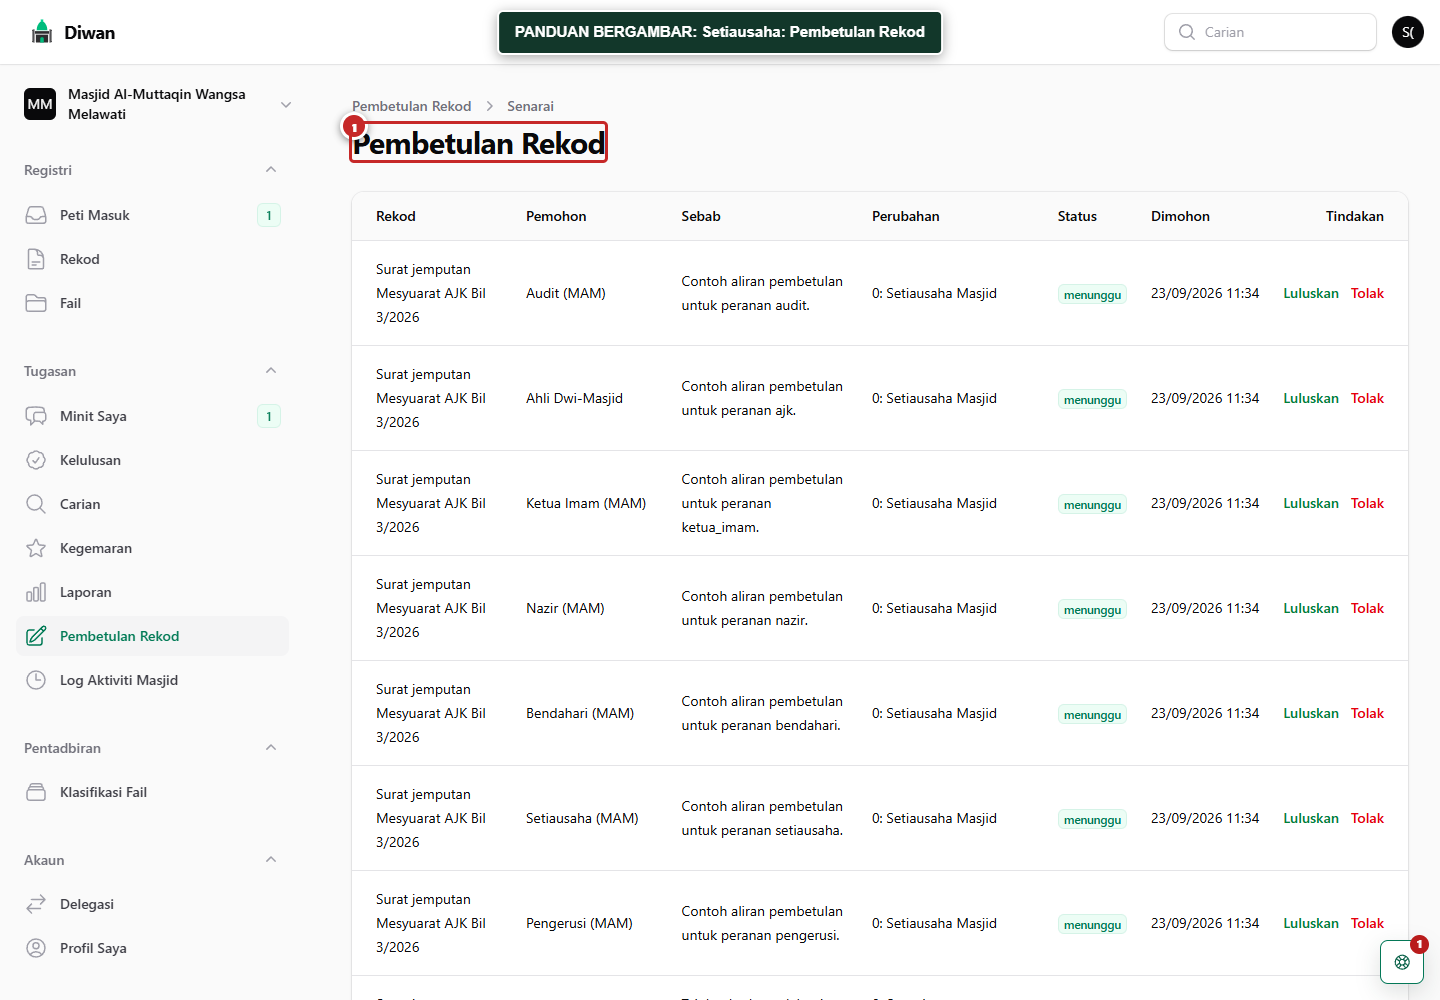 Diwan
PANDUAN BERGAMBAR: Setiausaha: Pembetulan Rekod
Carian
S(
MM
Masjid Al-Muttaqin Wangsa
Melawati
Registri
Peti Masuk
1
Rekod
Fail
Tugasan
Minit Saya
1
Kelulusan
Carian
Kegemaran
Laporan
Pembetulan Rekod
Log Aktiviti Masjid
Pentadbiran
Klasifikasi Fail
Akaun
Delegasi
Profil Saya
Pembetulan Rekod > Senarai
1
Pembetulan Rekod
Rekod Pemohon Sebab Perubahan Status Dimohon Tindakan
Surat jemputan
Mesyuarat AJK Bil
3/2026
Audit (MAM)
Contoh aliran pembetulan
untuk peranan audit.
0: Setiausaha Masjid
menunggu
23/09/2026 11:34
Luluskan Tolak
Surat jemputan
Mesyuarat AJK Bil
3/2026
Ahli Dwi-Masjid
Contoh aliran pembetulan
untuk peranan ajk.
0: Setiausaha Masjid
menunggu
23/09/2026 11:34
Luluskan Tolak
Surat jemputan
Mesyuarat AJK Bil
3/2026
Ketua Imam (MAM)
Contoh aliran pembetulan
untuk peranan
ketua_imam.
0: Setiausaha Masjid
menunggu
23/09/2026 11:34
Luluskan Tolak
Surat jemputan
Mesyuarat AJK Bil
3/2026
Nazir (MAM)
Contoh aliran pembetulan
untuk peranan nazir.
0: Setiausaha Masjid
menunggu
23/09/2026 11:34
Luluskan Tolak
Surat jemputan
Mesyuarat AJK Bil
3/2026
Bendahari (MAM)
Contoh aliran pembetulan
untuk peranan bendahari.
0: Setiausaha Masjid
menunggu
23/09/2026 11:34
Luluskan Tolak
Surat jemputan
Mesyuarat AJK Bil
3/2026
Setiausaha (MAM)
Contoh aliran pembetulan
untuk peranan setiausaha.
0: Setiausaha Masjid
menunggu
23/09/2026 11:34
Luluskan Tolak
Surat jemputan
Mesyuarat AJK Bil
3/2026
Pengerusi (MAM)
Contoh aliran pembetulan
untuk peranan pengerusi.
0: Setiausaha Masjid
menunggu
23/09/2026 11:34
Luluskan Tolak
1